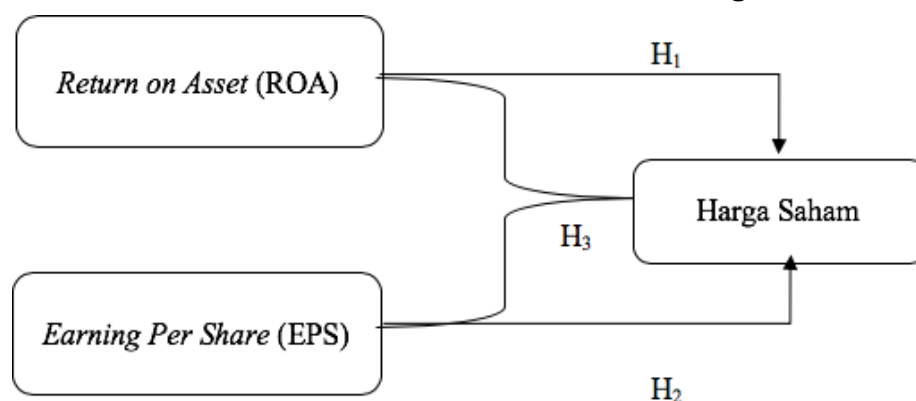 H1
Return on Asset (ROA)
Harga Saham
H3
Earning Per Share (EPS)
H2